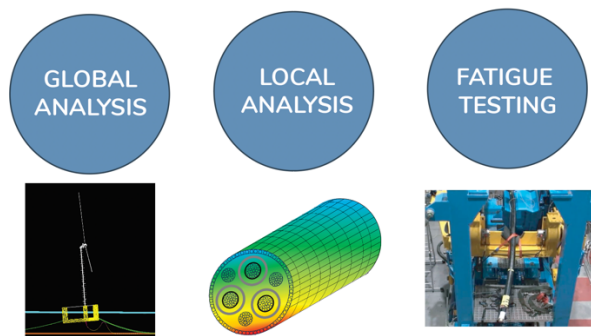 GLOBAL
ANALYSIS
LOCAL
ANALYSIS
FATIGUE
TESTING